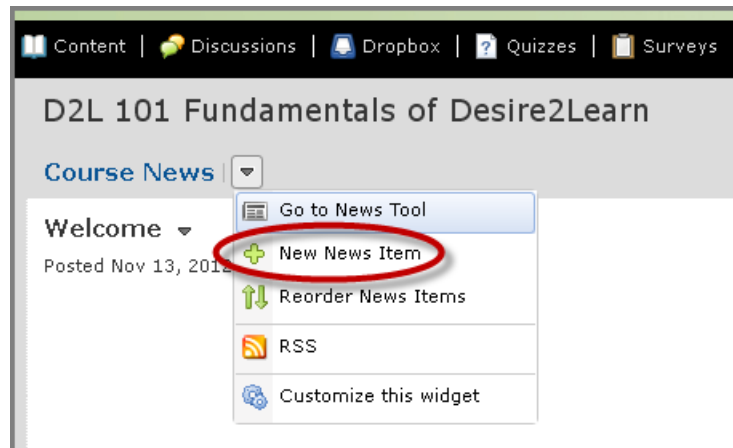 Content | Discussions | Dropbox | Quizzes | Surveys
D2L 101 Fundamentals of Desire2Learn
Course News
Go to News Tool
Welcome
New News Item
Posted Nov 13, 2012
Reorder News Items
RSS
Customize this widget